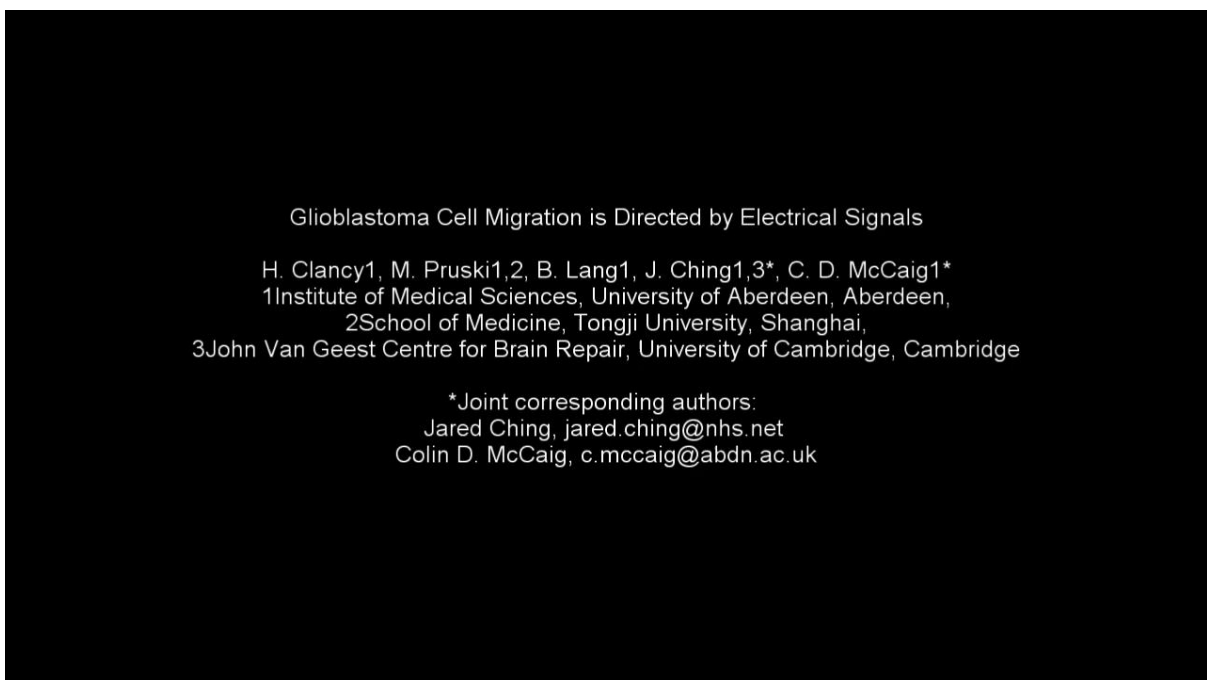 Glioblastoma Cell Migration is Directed by Electrical Signals
H. Clancy1, M. Pruski1,2, B. Lang1, J. Ching1,3*, C. D. McCaig1*
1Institute of Medical Sciences, University of Aberdeen, Aberdeen,
2School of Medicine, Tongji University, Shanghai,
3John Van Geest Centre for Brain Repair, University of Cambridge, Cambridge
*Joint corresponding authors:
Jared Ching, jared.ching@nhs.net
Colin D. McCaig, c.mccaig@abdn.ac.uk